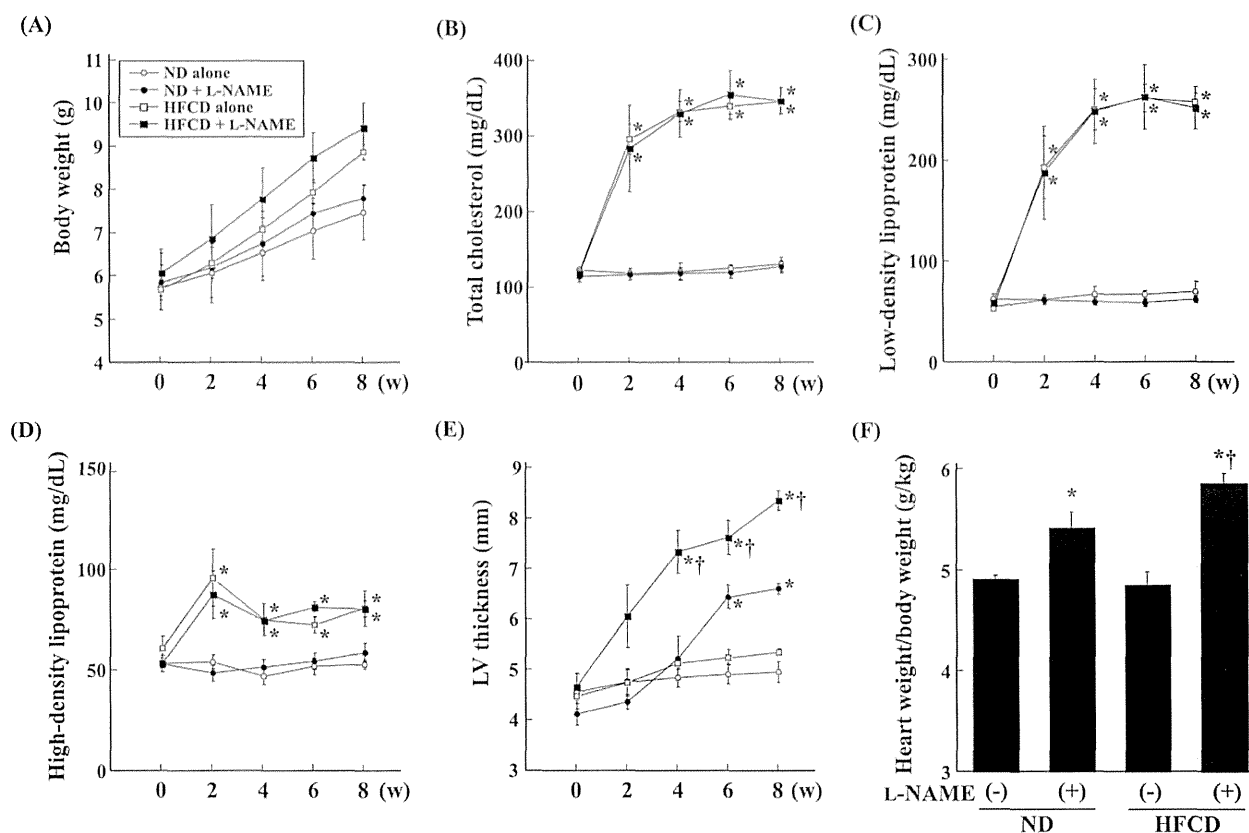 (A)
Body weight (g)
11
10
9
8
7
6
5
4
ND alone
ND + L-NAME
HFCD alone
HFCD + L-NAME
0 2 4 6 8 (w)
(B)
Total cholesterol (mg/dL)
400
300
200
100
0
* * * *
* * * *
0 2 4 6 8 (w)
(C)
Low-density lipoprotein (mg/dL)
300
200
100
0
* * * *
* * * *
0 2 4 6 8 (w)
(D)
High-density lipoprotein (mg/dL)
150
100
50
0
* * * *
* * * *
0 2 4 6 8 (w)
(E)
LV thickness (mm)
9
8
7
6
5
4
3
*† *† *†
* *
0 2 4 6 8 (w)
(F)
Heart weight/body weight (g/kg)
6
5
4
3
* *†
L-NAME (-) (+) (-) (+)
ND HFCD